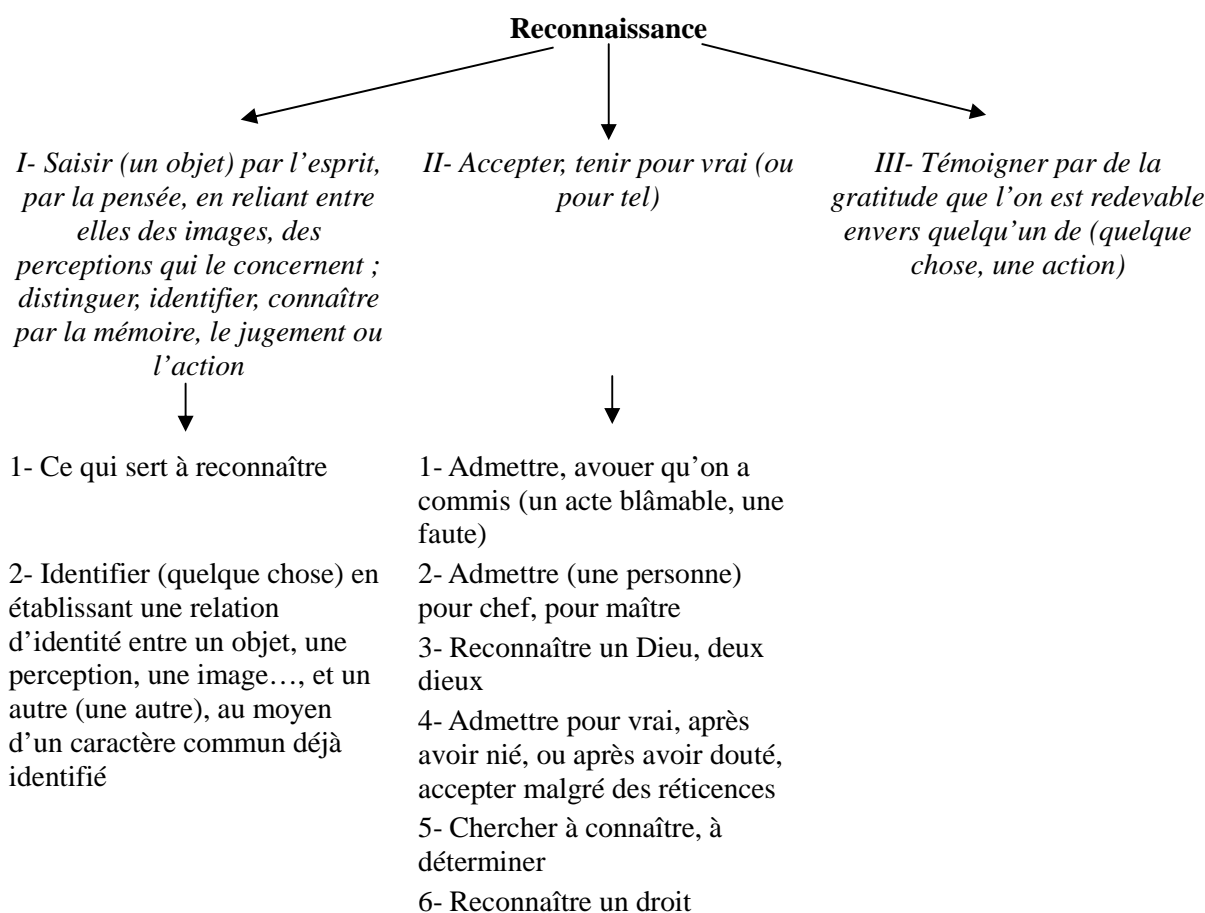 Reconnaissance
I- Saisir (un objet) par l’esprit,
par la pensée, en reliant entre
elles des images, des
perceptions qui le concernent ;
distinguer, identifier, connaître
par la mémoire, le jugement ou
l’action
II- Accepter, tenir pour vrai (ou
pour tel)
III- Témoigner par de la
gratitude que l’on est redevable
envers quelqu’un de (quelque
chose, une action)
1- Ce qui sert à reconnaître
2- Identifier (quelque chose) en
établissant une relation
d’identité entre un objet, une
perception, une image…, et un
autre (une autre), au moyen
d’un caractère commun déjà
identifié
1- Admettre, avouer qu’on a
commis (un acte blâmable, une
faute)
2- Admettre (une personne)
pour chef, pour maître
3- Reconnaître un Dieu, deux
dieux
4- Admettre pour vrai, après
avoir nié, ou après avoir douté,
accepter malgré des réticences
5- Chercher à connaître, à
déterminer
6- Reconnaître un droit